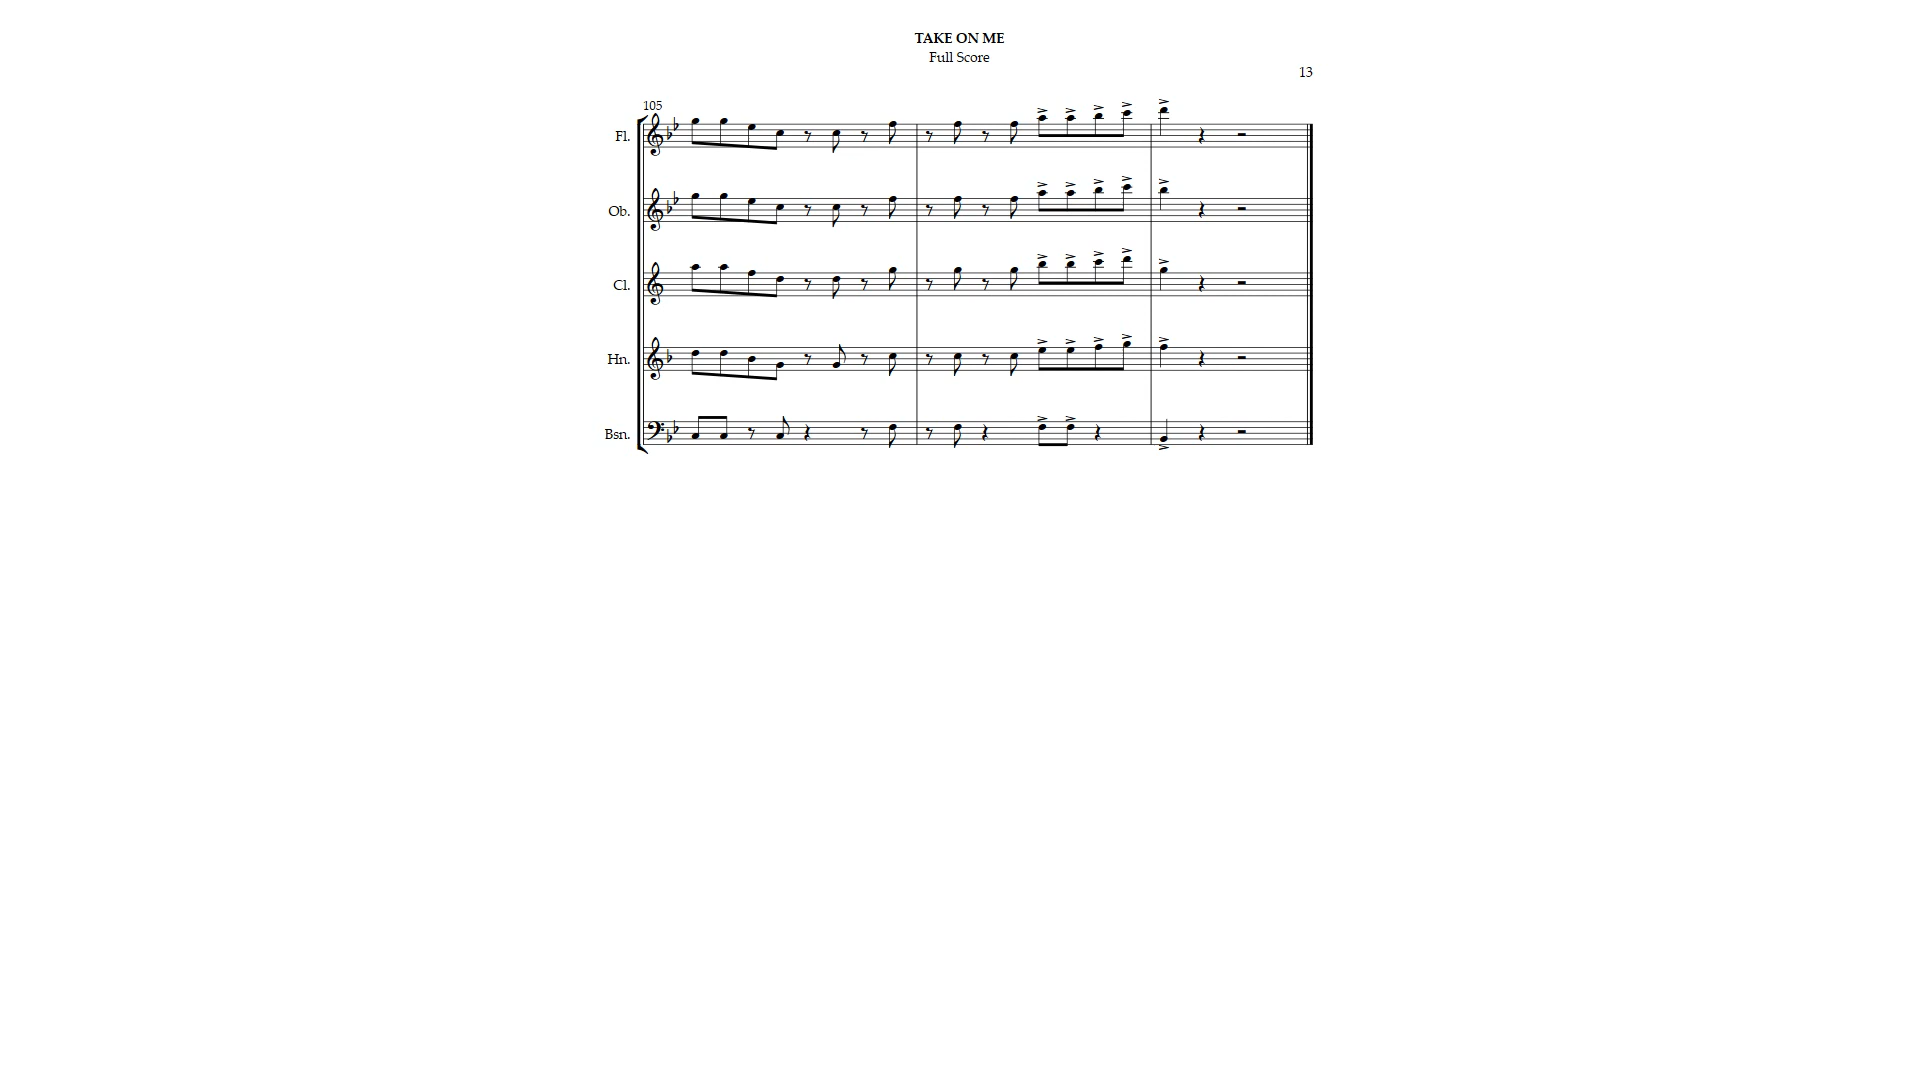 TAKE ON ME
Full Score
13
105
Fl.
Ob.
Cl.
Hn.
Bsn.